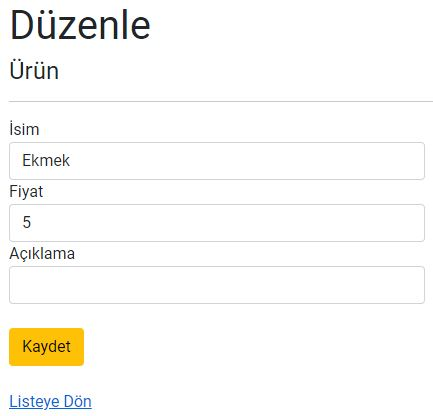 Düzenle
Ürün
İsim
Ekmek
Fiyat
5
Açıklama
Kaydet
Listeye Dön